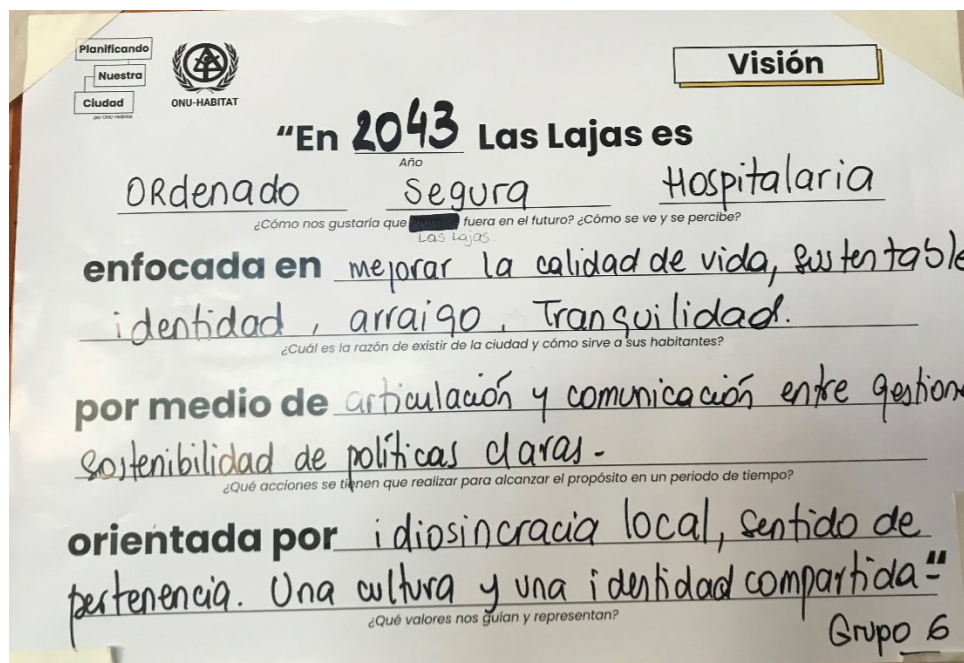 Planificando
Nuestra
Ciudad
por ONU-Habitat
ONU-HABITAT
Visión
"En 2043 Las Lajas es
Año
ORdenado Segura Hospitalaria
¿Cómo nos gustaría que fuera en el futuro? ¿Cómo se ve y se percibe?
Las Lajas
enfocada en mejorar la calidad de vida, sustentable
identidad, arraigo, Tranquilidad.
¿Cuál es la razón de existir de la ciudad y cómo sirve a sus habitantes?
por medio de articulación y comunicación entre gestion
sostenibilidad de políticas claras-
¿Qué acciones se tienen que realizar para alcanzar el propósito en un periodo de tiempo?
orientada por idiosincracia local, sentido de
pertenencia. Una cultura y una identidad compartida-"
¿Qué valores nos guían y representan?
Grupo 6